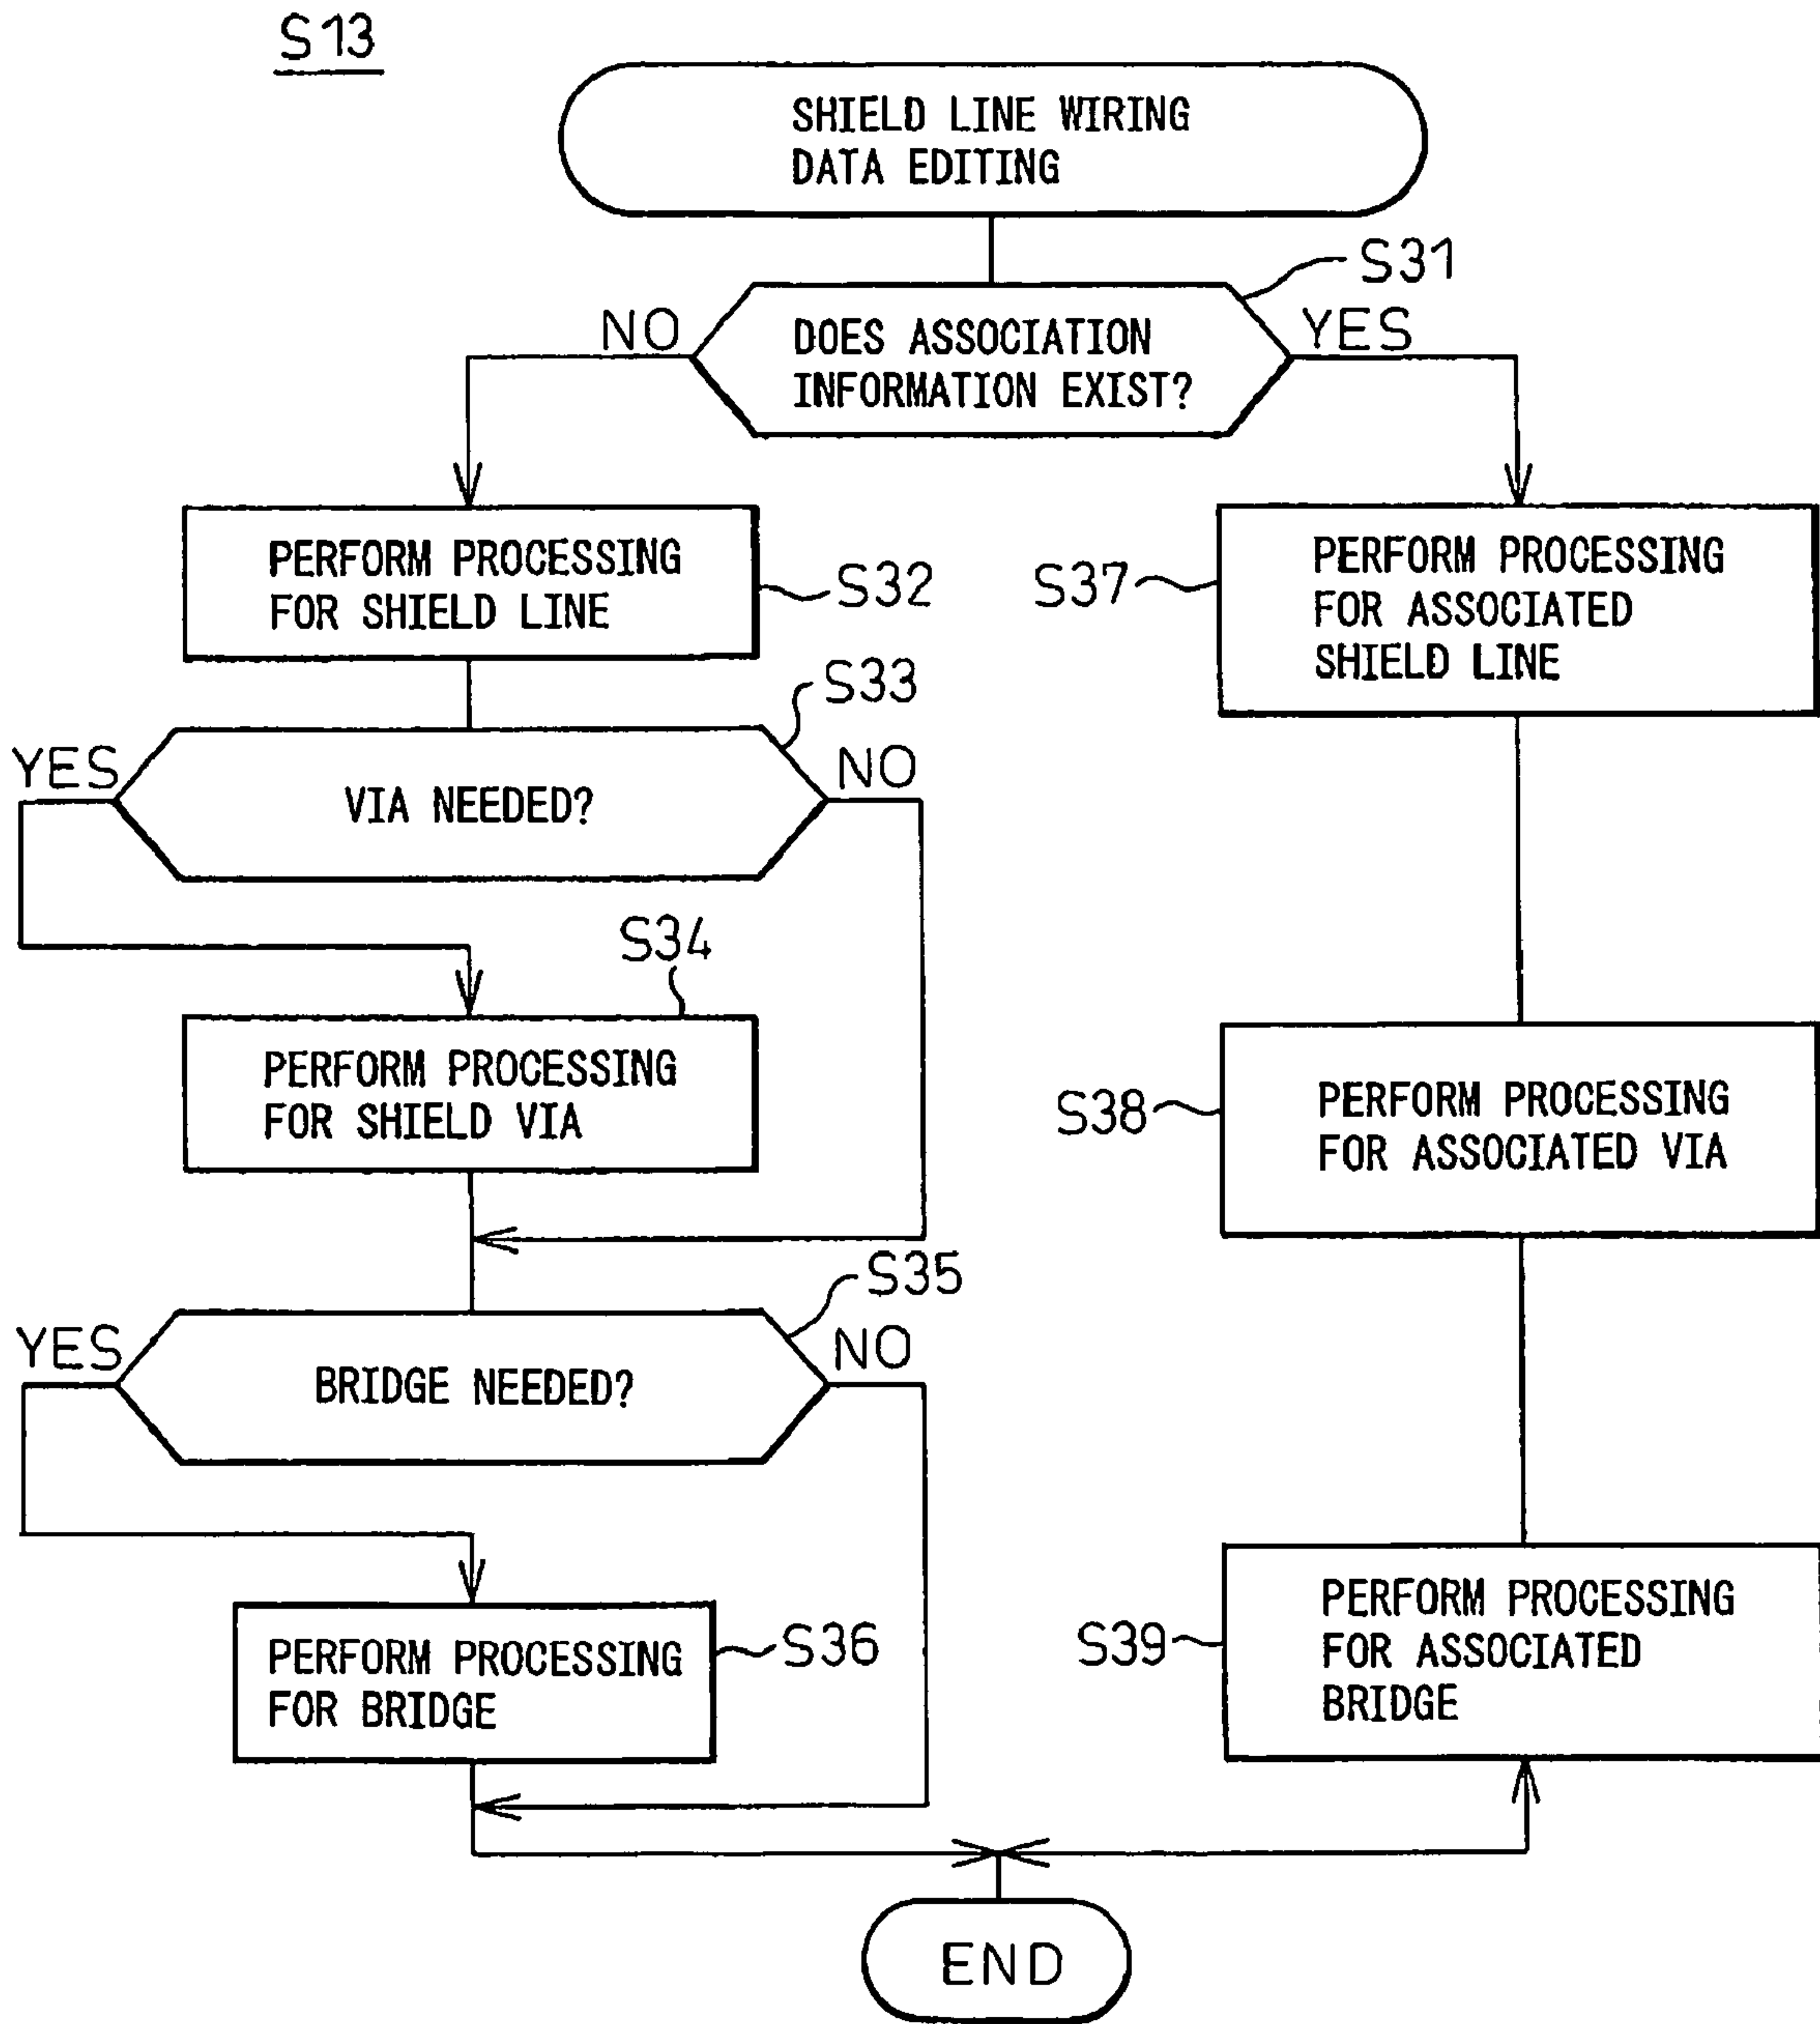 S13
SHIELD LINE WIRING
DATA EDITING
S31
NO
YES
DOES ASSOCIATION
INFORMATION EXIST?
PERFORM PROCESSING
FOR SHIELD LINE
S32
S33
YES
NO
VIA NEEDED?
S34
PERFORM PROCESSING
FOR SHIELD VIA
S35
YES
NO
BRIDGE NEEDED?
PERFORM PROCESSING
FOR BRIDGE
S36
S37
PERFORM PROCESSING
FOR ASSOCIATED
SHIELD LINE
S38
PERFORM PROCESSING
FOR ASSOCIATED VIA
S39
PERFORM PROCESSING
FOR ASSOCIATED
BRIDGE
END